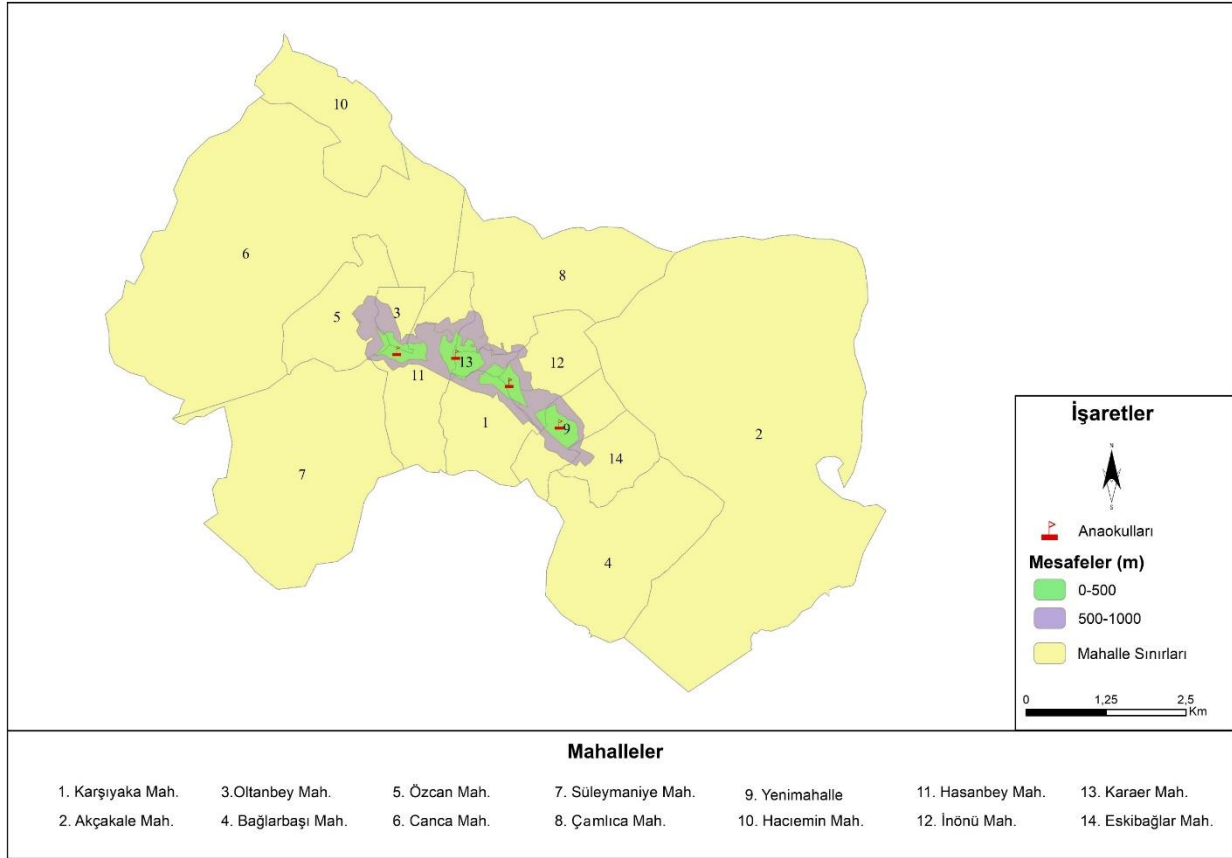 10
6
8
5
3
12
13
11
1
9
2
14
7
4
İşaretler
N
S
Anaokulları
Mesafeler (m)
0-500
500-1000
Mahalle Sınırları
0 1,25 2,5
Km
Mahalleler
1. Karşıyaka Mah. 3.Oltanbey Mah. 5. Özcan Mah. 7. Süleymaniye Mah. 9. Yenimahalle 11. Hasanbey Mah. 13. Karaer Mah.
2. Akçakale Mah. 4. Bağlarbaşı Mah. 6. Canca Mah. 8. Çamlıca Mah. 10. Hacıemin Mah. 12. İnönü Mah. 14. Eskibağlar Mah.